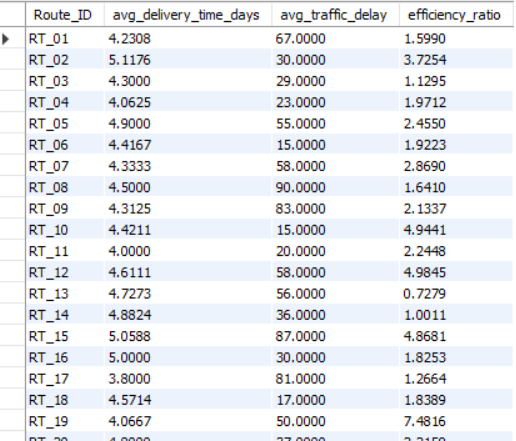 Route_ID avg_delivery_time_days avg_traffic_delay efficiency_ratio
RT_01 4.2308 67.0000 1.5990
RT_02 5.1176 30.0000 3.7254
RT_03 4.3000 29.0000 1.1295
RT_04 4.0625 23.0000 1.9712
RT_05 4.9000 55.0000 2.4550
RT_06 4.4167 15.0000 1.9223
RT_07 4.3333 58.0000 2.8690
RT_08 4.5000 90.0000 1.6410
RT_09 4.3125 83.0000 2.1337
RT_10 4.4211 15.0000 4.9441
RT_11 4.0000 20.0000 2.2448
RT_12 4.6111 58.0000 4.9845
RT_13 4.7273 56.0000 0.7279
RT_14 4.8824 36.0000 1.0011
RT_15 5.0588 87.0000 4.8681
RT_16 5.0000 30.0000 1.8253
RT_17 3.8000 81.0000 1.2664
RT_18 4.5714 17.0000 1.8389
RT_19 4.0667 50.0000 7.4816